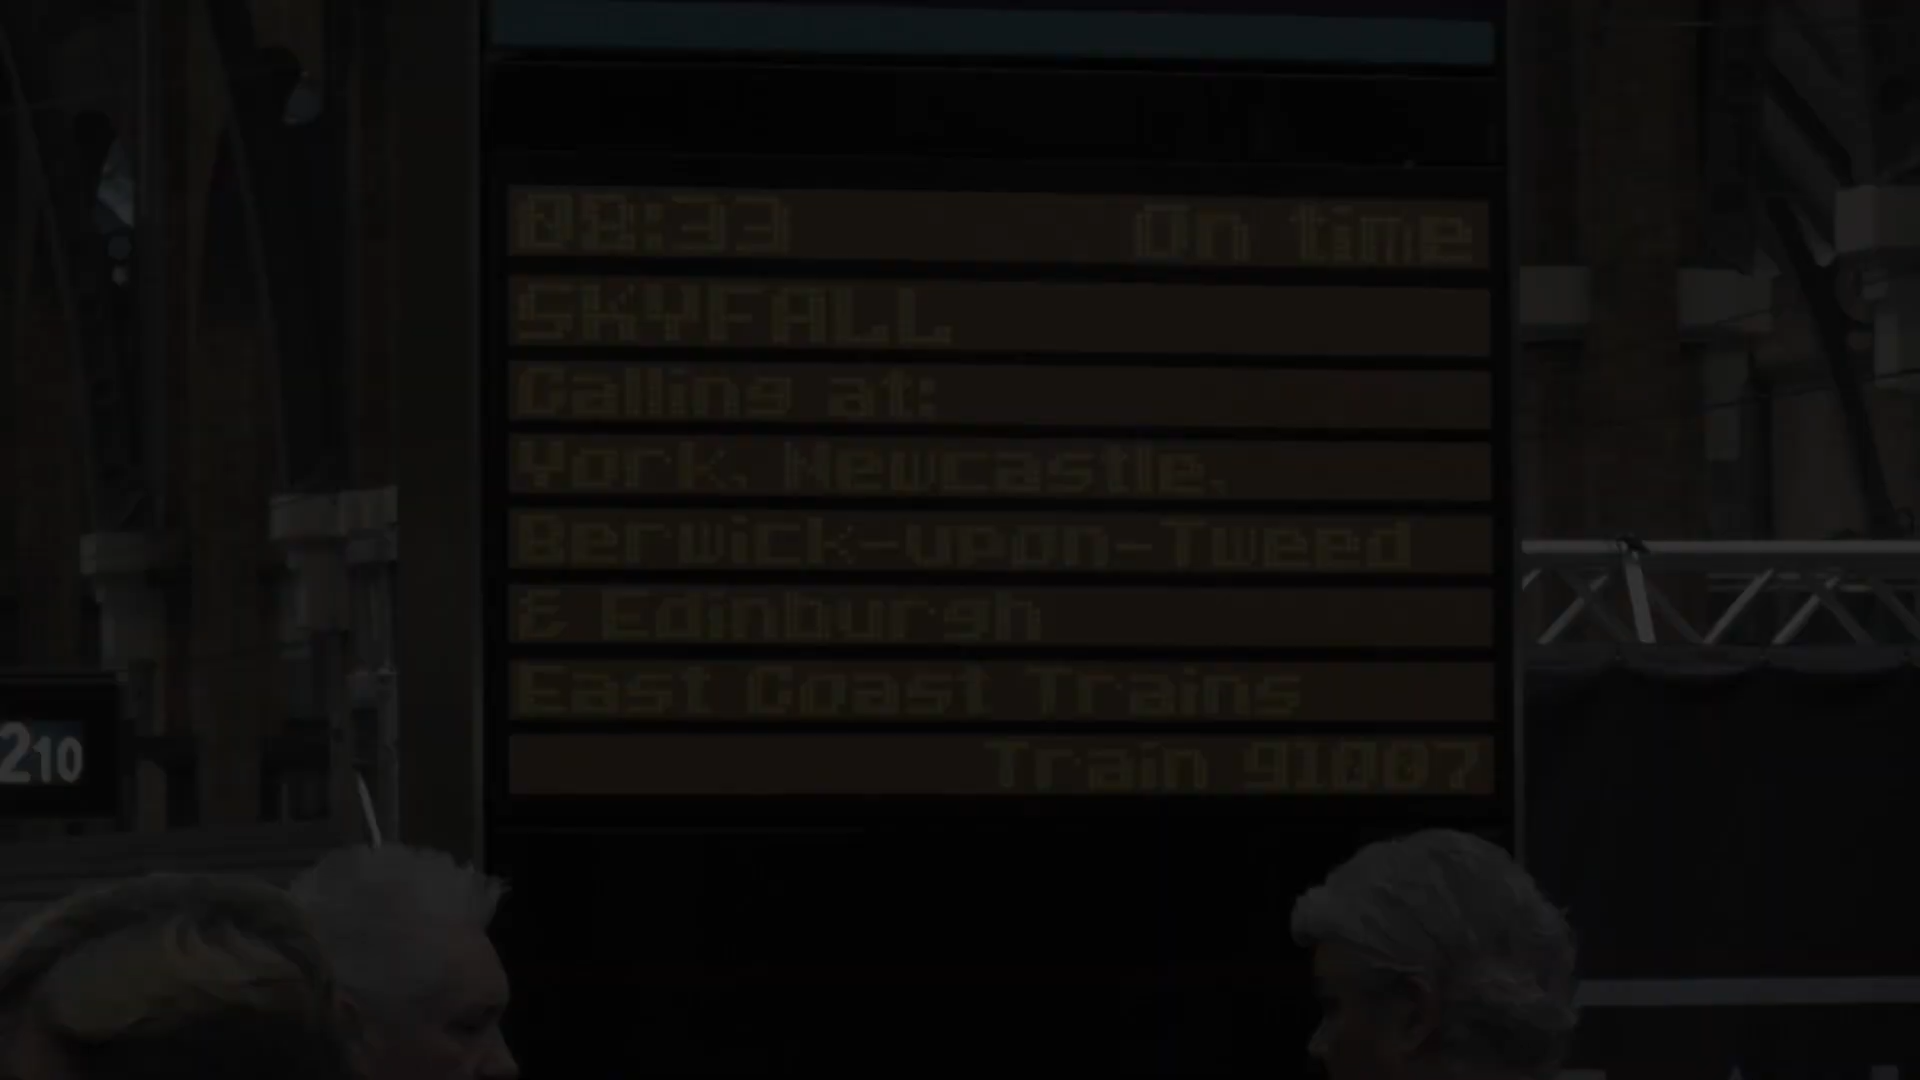 08:33 On time
SKYFALL
Calling at:
York, Newcastle,
Berwick-upon-Tweed
& Edinburgh
East Coast Trains
Train 91007
210